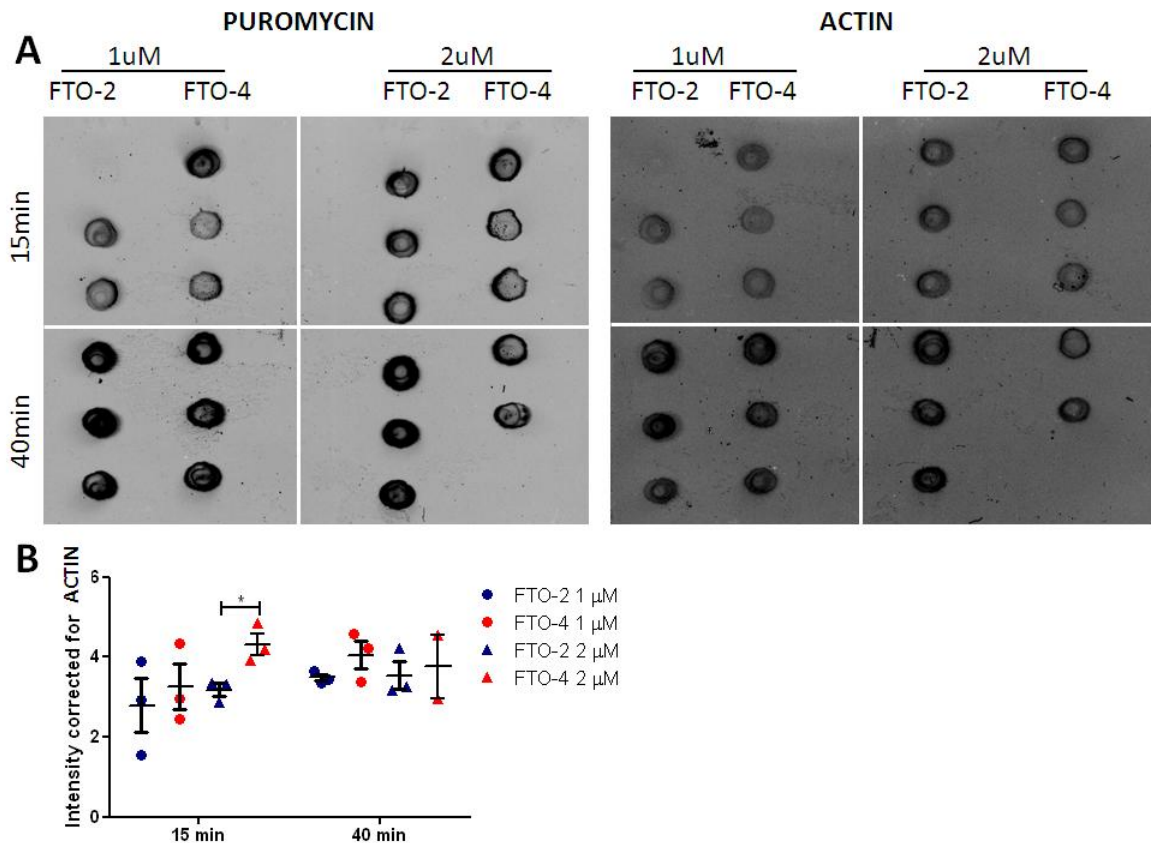 PUROMYCIN ACTIN
A
1uM 2uM 1uM 2uM
FTO-2 FTO-4 FTO-2 FTO-4 FTO-2 FTO-4 FTO-2 FTO-4
15min
40min
B
Intensity corrected for ACTIN
6
4
2
0
*
15 min 40 min
FTO-2 1 μM
FTO-4 1 μM
FTO-2 2 μM
FTO-4 2 μM